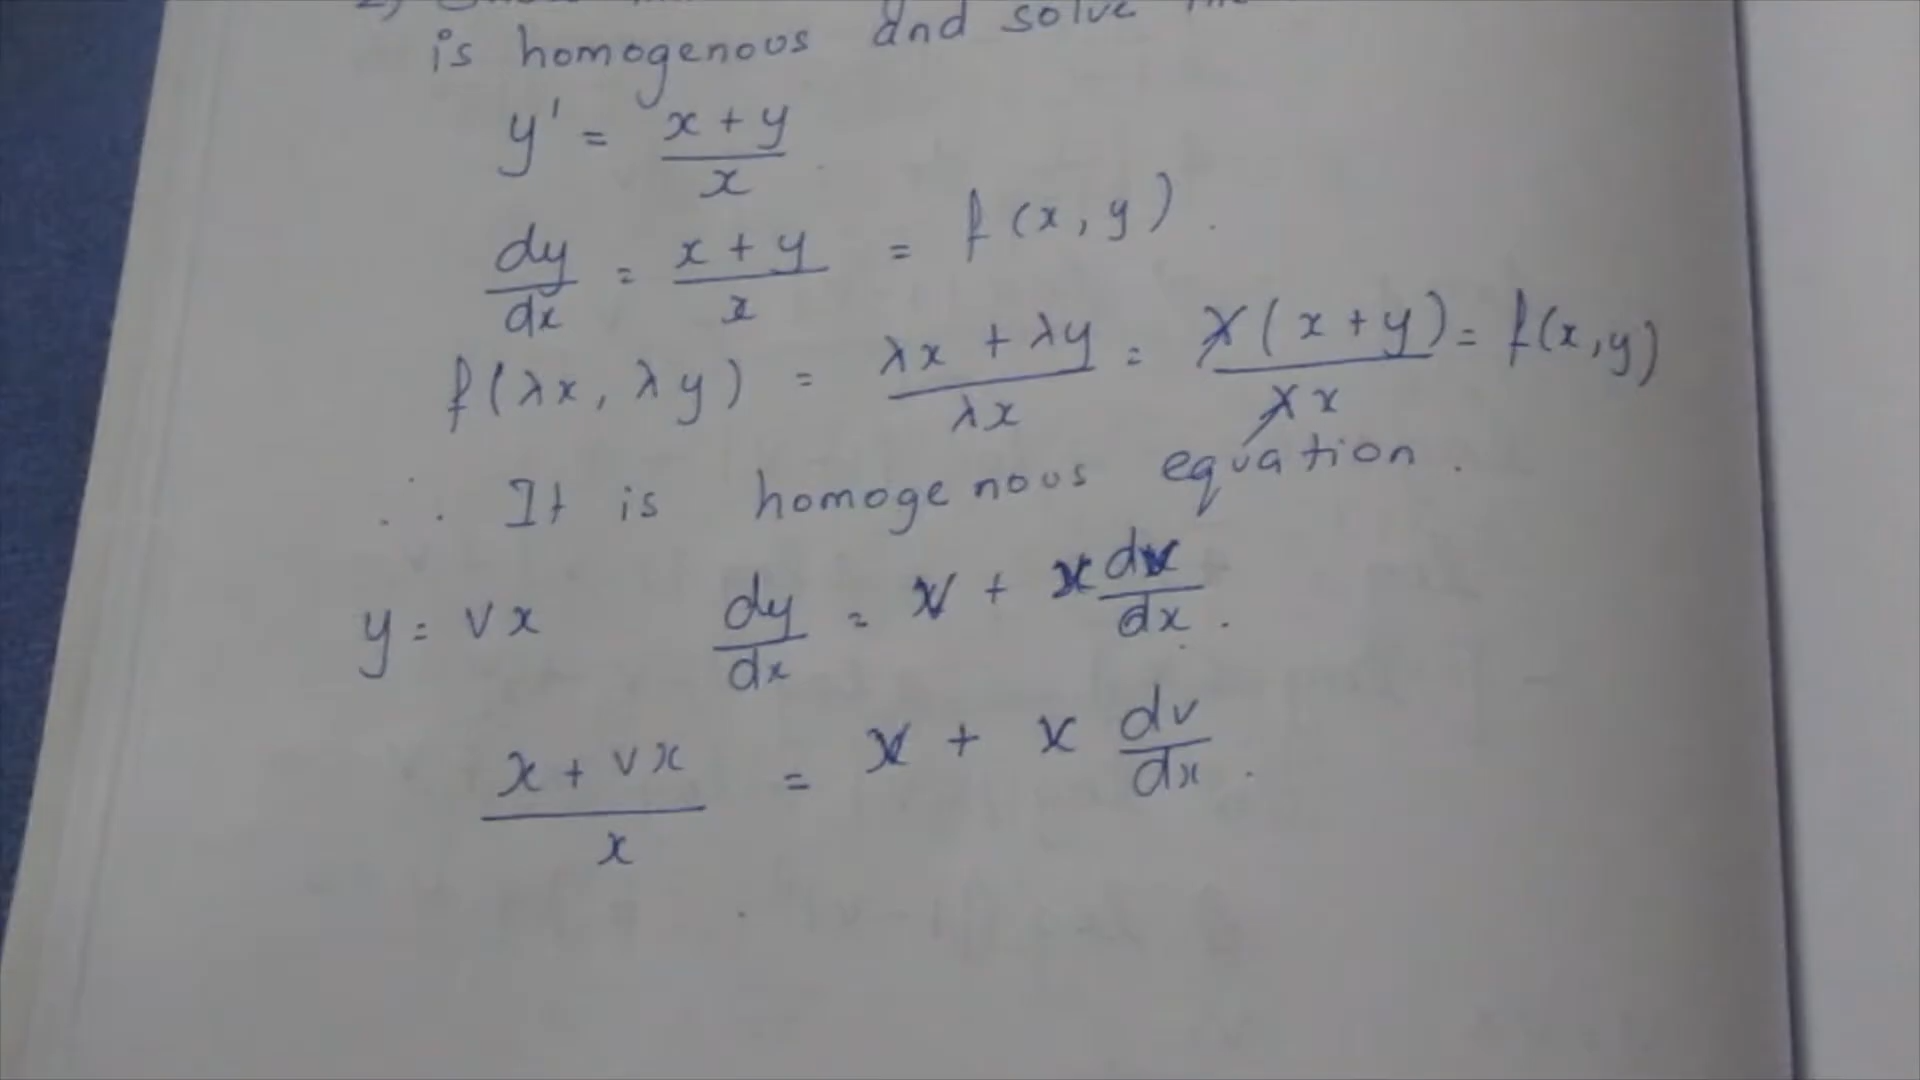 is homogenous and solve
y' = x + y / x
dy/dx = x + y / x = f(x, y).
f(λx, λy) = λx + λy / λx = λ(x + y) / λx = f(x, y)
∴ It is homogenous equation.
y = vx dy/dx = v + x dv/dx.
x + vx / x = v + x dv/dx.